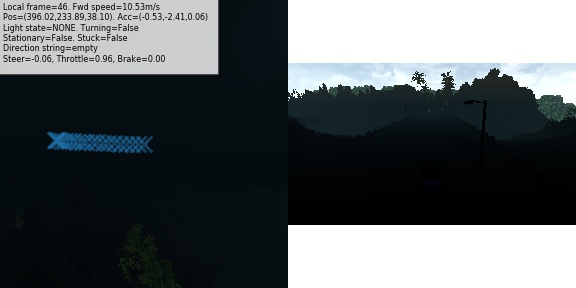 Local frame=46. Fwd speed=10.53m/s
Pos=(396.02,233.89,38.10). Acc=(-0.53,-2.41,0.06)
Light state=NONE. Turning=False
Stationary=False. Stuck=False
Direction string=empty
Steer=-0.06, Throttle=0.96, Brake=0.00